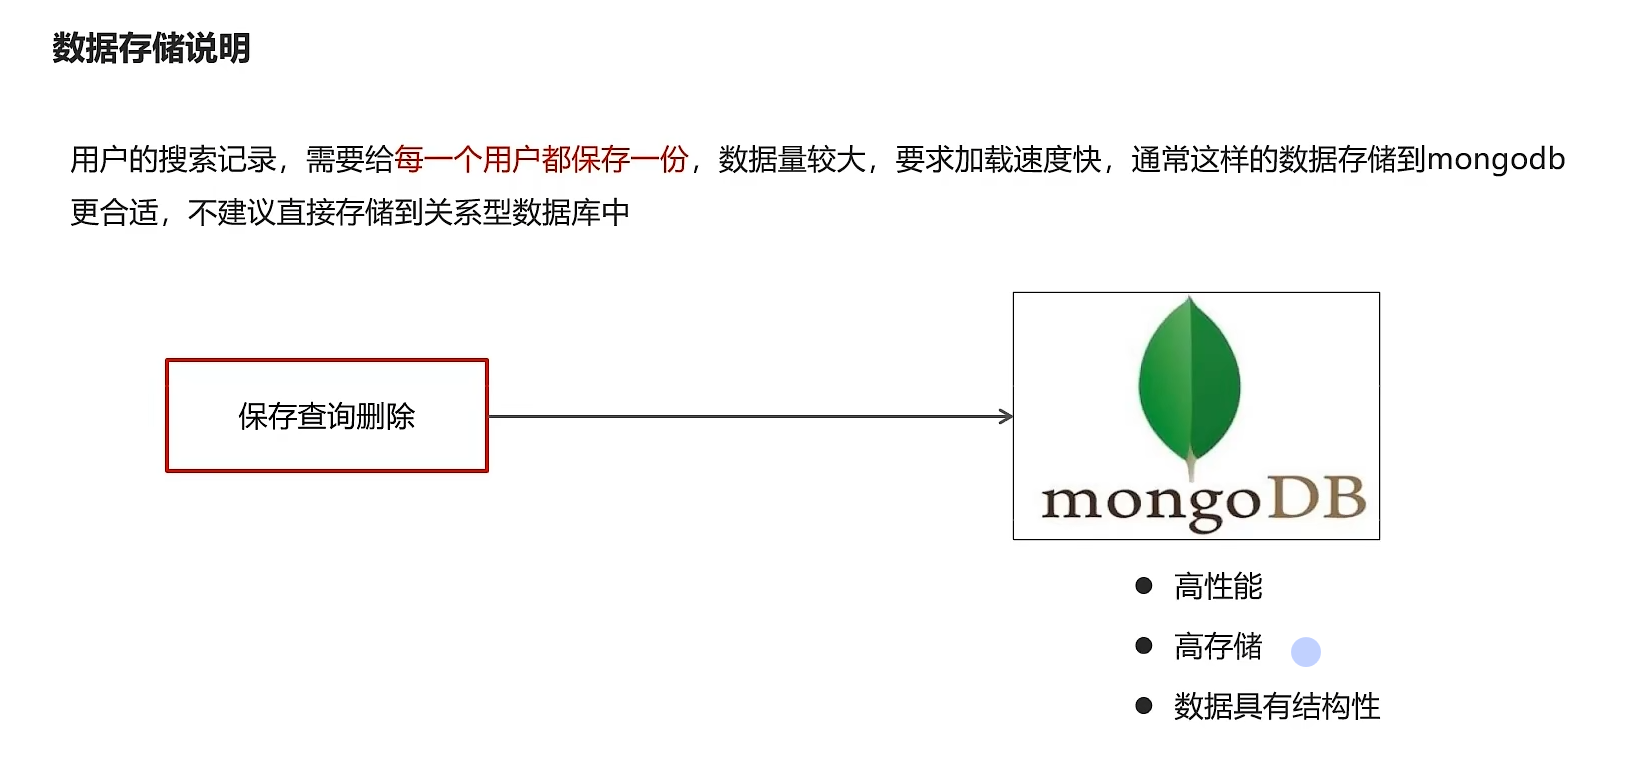 数据存储说明
用户的搜索记录，需要给每一个用户都保存一份，数据量较大，要求加载速度快，通常这样的数据存储到mongodb
更合适，不建议直接存储到关系型数据库中
保存查询删除
mongoDB
高性能
高存储
数据具有结构性